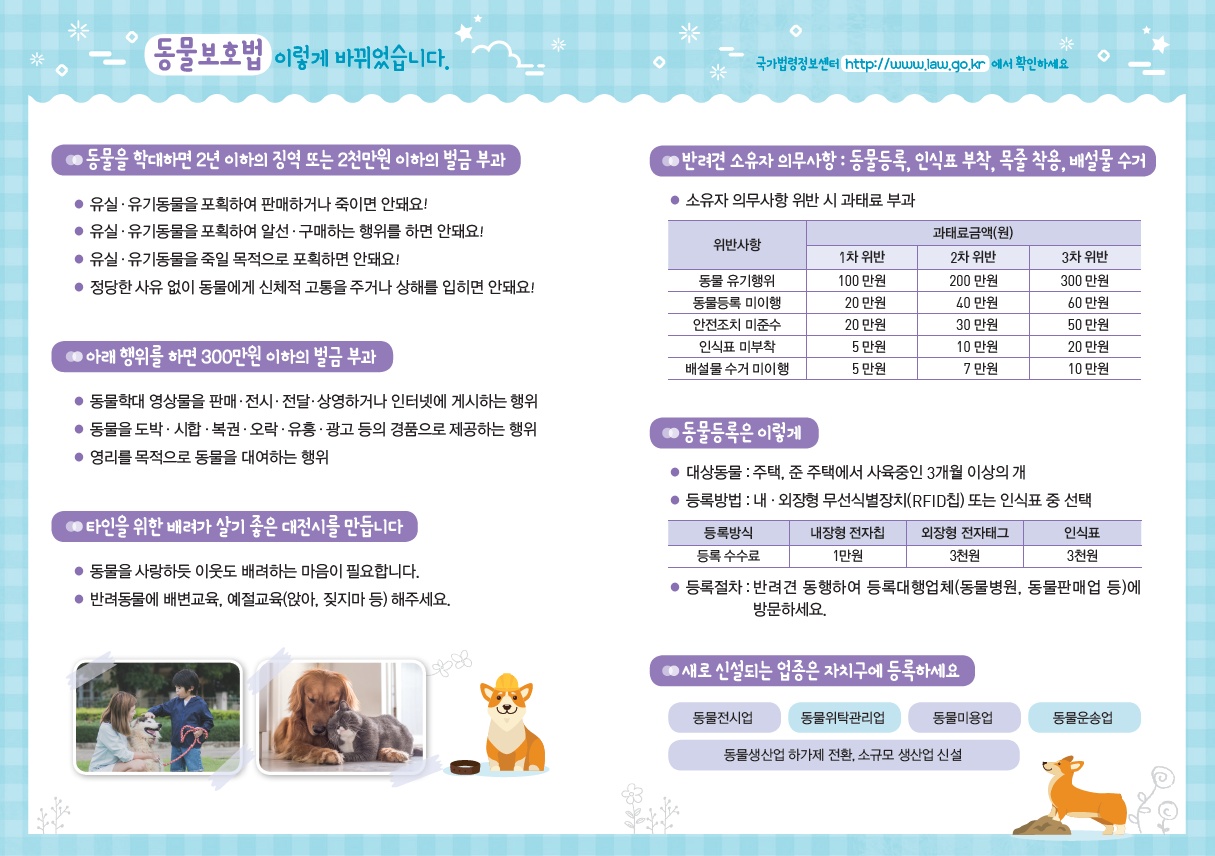 동물보호법 이렇게 바뀌었습니다.
국가법령정보센터 http://www.law.go.kr 에서 확인하세요
동물을 학대하면 2년 이하의 징역 또는 2천만원 이하의 벌금 부과
● 유실·유기동물을 포획하여 판매하거나 죽이면 안돼요!
● 유실·유기동물을 포획하여 알선·구매하는 행위를 하면 안돼요!
● 유실·유기동물을 죽일 목적으로 포획하면 안돼요!
● 정당한 사유 없이 동물에게 신체적 고통을 주거나 상해를 입히면 안돼요!
아래 행위를 하면 300만원 이하의 벌금 부과
● 동물학대 영상물을 판매·전시·전달·상영하거나 인터넷에 게시하는 행위
● 동물을 도박·시합·복권·오락·유흥·광고 등의 경품으로 제공하는 행위
● 영리를 목적으로 동물을 대여하는 행위
타인을 위한 배려가 살기 좋은 대전시를 만듭니다
● 동물을 사랑하듯 이웃도 배려하는 마음이 필요합니다.
● 반려동물에 배변교육, 예절교육(앉아, 짖지마 등) 해주세요.
반려견 소유자 의무사항 : 동물등록, 인식표 부착, 목줄 착용, 배설물 수거
● 소유자 의무사항 위반 시 과태료 부과
위반사항 과태료금액(원)
1차 위반 2차 위반 3차 위반
동물 유기행위 100 만원 200 만원 300 만원
동물등록 미이행 20 만원 40 만원 60 만원
안전조치 미준수 20 만원 30 만원 50 만원
인식표 미부착 5 만원 10 만원 20 만원
배설물 수거 미이행 5 만원 7 만원 10 만원
동물등록은 이렇게
● 대상동물 : 주택, 준 주택에서 사육중인 3개월 이상의 개
● 등록방법 : 내·외장형 무선식별장치(RFID칩) 또는 인식표 중 선택
등록방식 내장형 전자칩 외장형 전자태그 인식표
등록 수수료 1만원 3천원 3천원
● 등록절차 : 반려견 동행하여 등록대행업체(동물병원, 동물판매업 등)에
방문하세요.
새로 신설되는 업종은 자치구에 등록하세요
동물전시업 동물위탁관리업 동물미용업 동물운송업
동물생산업 하가제 전환, 소규모 생산업 신설